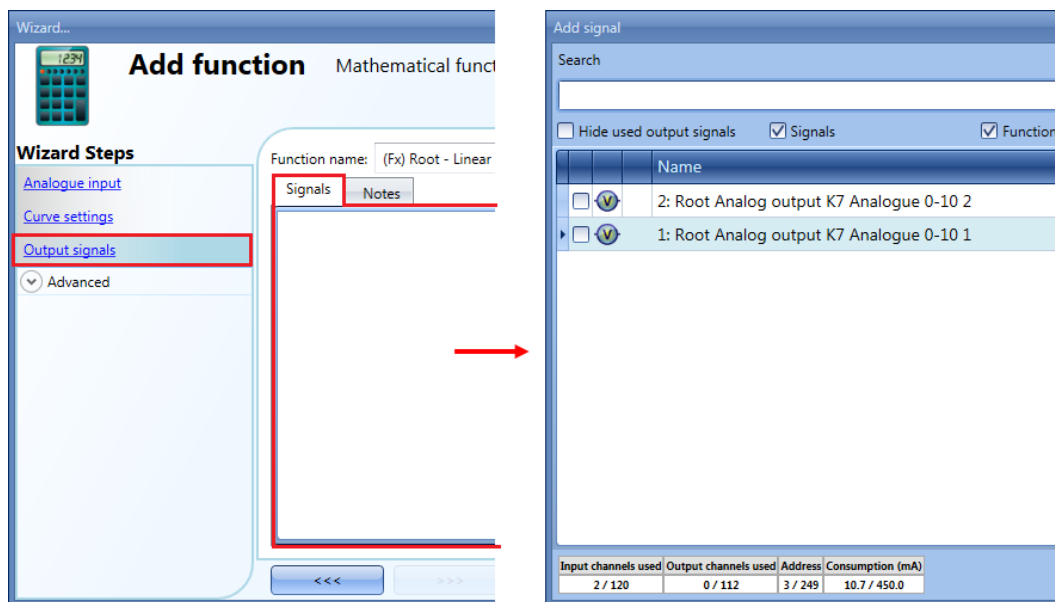 Wizard...
1234
Add function Mathematical funct
Wizard Steps
Analogue input
Curve settings
Output signals
Advanced
Function name: (Fx) Root - Linear
Signals Notes
<<< >>>
Add signal
Search
Hide used output signals Signals Function
Name
V 2: Root Analog output K7 Analogue 0-10 2
V 1: Root Analog output K7 Analogue 0-10 1
Input channels used Output channels used Address Consumption (mA)
2 / 120 0 / 112 3 / 249 10.7 / 450.0